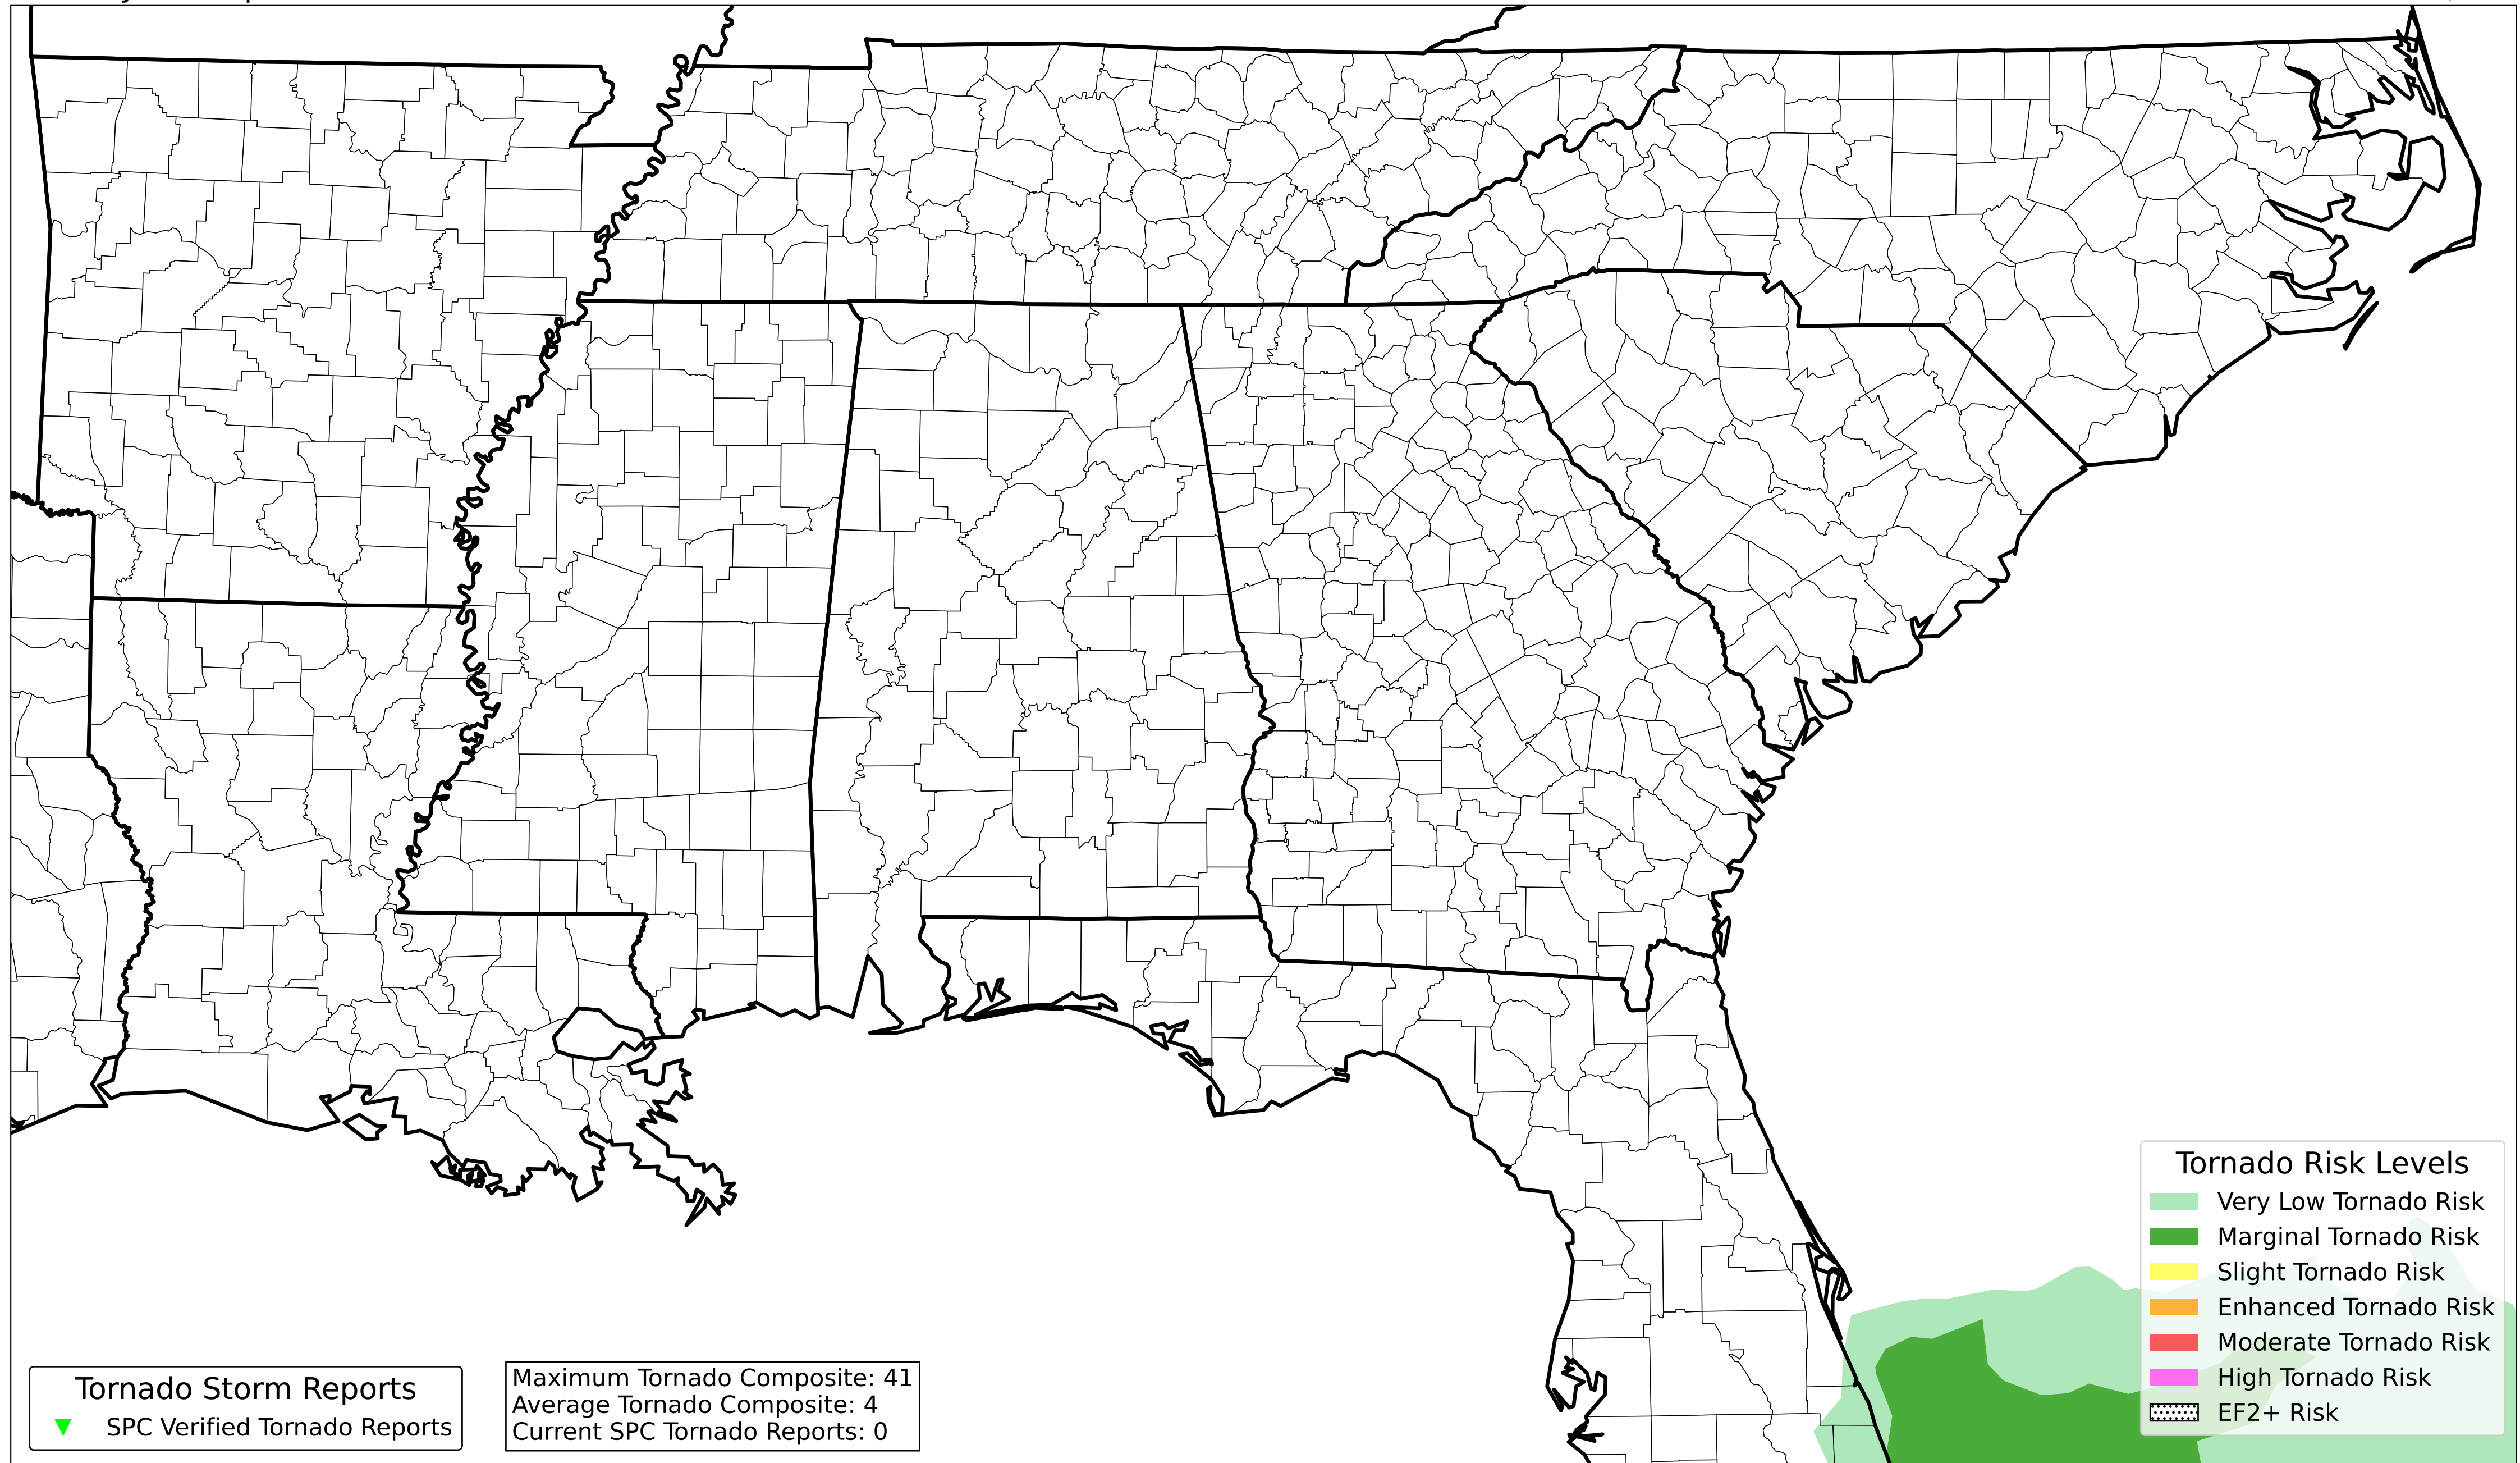 Tornado Risk Levels
Very Low Tornado Risk
Marginal Tornado Risk
Slight Tornado Risk
Enhanced Tornado Risk
Moderate Tornado Risk
High Tornado Risk
EF2+ Risk
Tornado Storm Reports
SPC Verified Tornado Reports
Maximum Tornado Composite: 41
Average Tornado Composite: 4
Current SPC Tornado Reports: 0